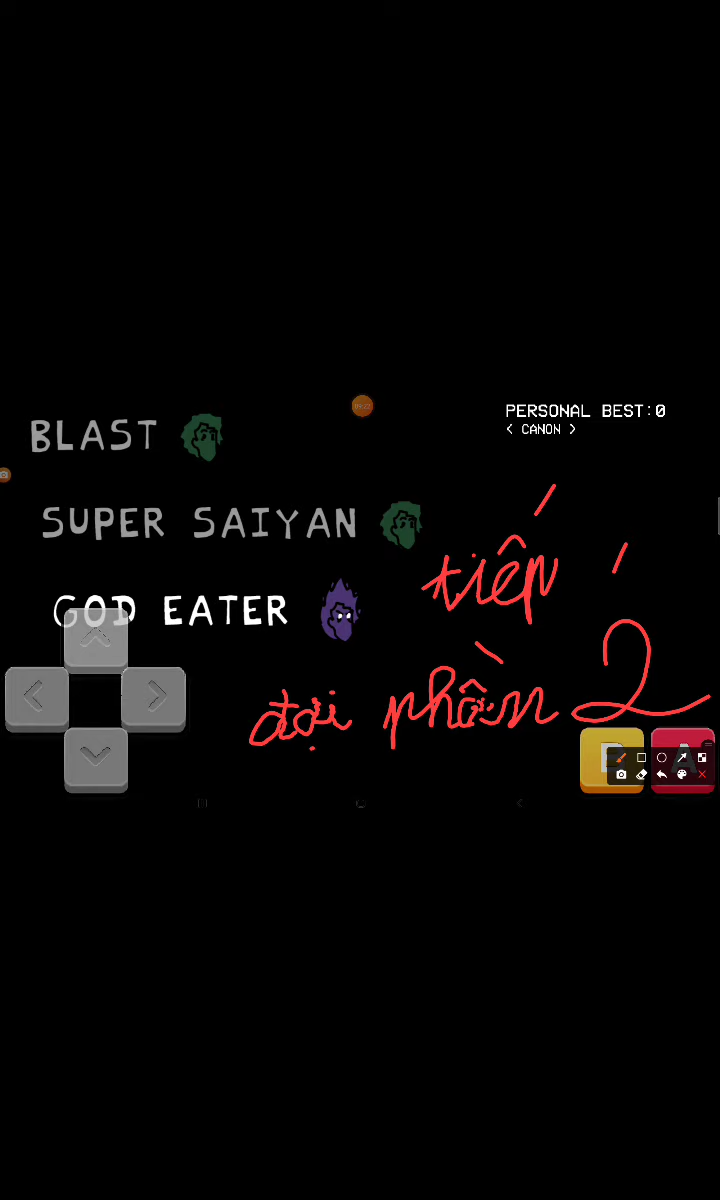 PERSONAL BEST:0
< CANON >
BLAST
SUPER SAIYAN
GOD EATER
tiếp
đợi phần 2
B A